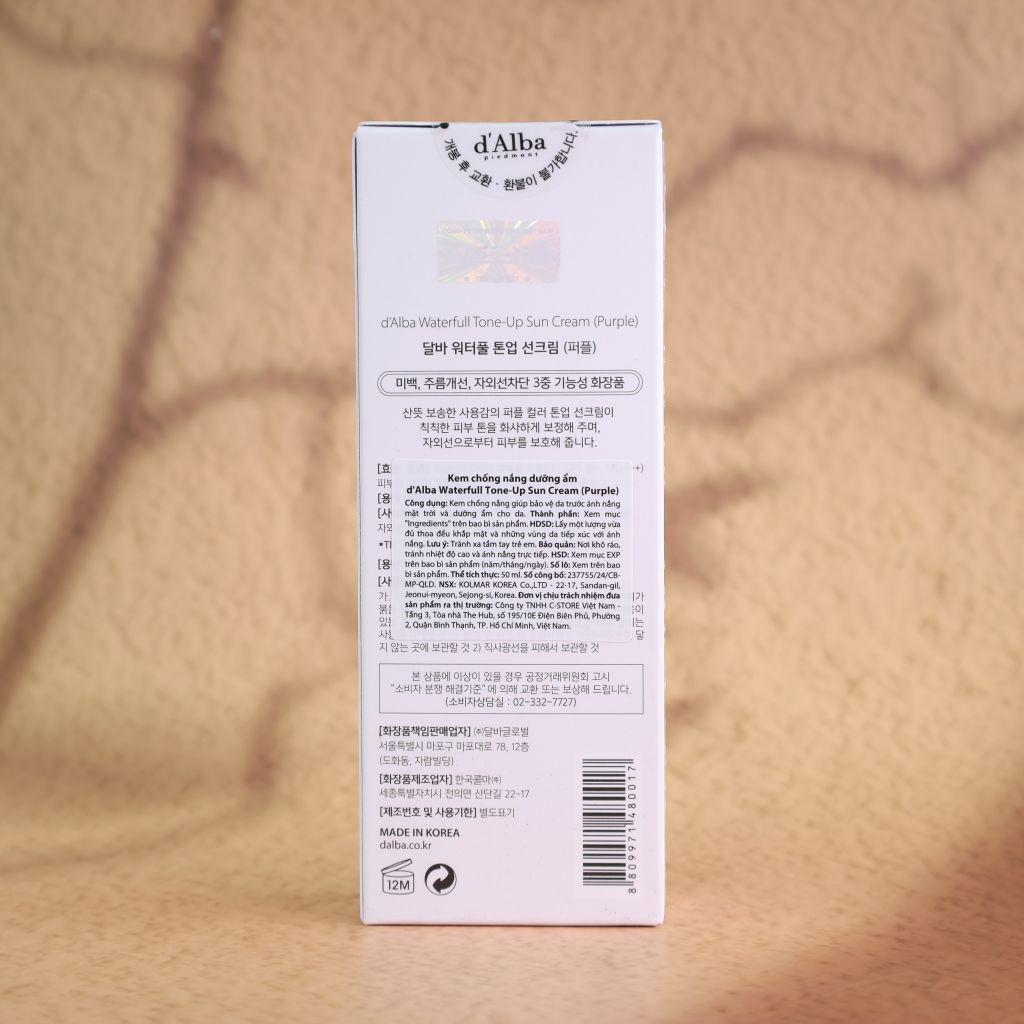 d'Alba
piedmont
개봉 후 교환 · 환불이 불가합니다.
d'Alba Waterfull Tone-Up Sun Cream (Purple)
달바 워터풀 톤업 선크림 (퍼플)
미백, 주름개선, 자외선차단 3중 기능성 화장품
산뜻 보송한 사용감의 퍼플 컬러 톤업 선크림이
칙칙한 피부 톤을 화사하게 보정해 주며,
자외선으로부터 피부를 보호해 줍니다.
Kem chống nắng dưỡng ẩm
d'Alba Waterfull Tone-Up Sun Cream (Purple)
Công dụng: Kem chống nắng giúp bảo vệ da trước ánh nắng
mặt trời và dưỡng ẩm cho da. Thành phần: Xem mục
"Ingredients" trên bao bì sản phẩm. HDSD: Lấy một lượng vừa
đủ thoa đều khắp mặt và những vùng da tiếp xúc với ánh
nắng. Lưu ý: Tránh xa tầm tay trẻ em. Bảo quản: Nơi khô ráo,
tránh nhiệt độ cao và ánh nắng trực tiếp. HSD: Xem mục EXP
trên bao bì sản phẩm (năm/tháng/ngày). Số lô: Xem trên bao
bì sản phẩm. Thể tích thực: 50 ml. Số công bố: 237755/24/CB-
MP-QLD. NSX: KOLMAR KOREA Co.,LTD - 22-17, Sandan-gil,
Jeonui-myeon, Sejong-si, Korea. Đơn vị chịu trách nhiệm đưa
sản phẩm ra thị trường: Công ty TNHH C-STORE Việt Nam -
Tầng 3, Tòa nhà The Hub, số 195/10E Điện Biên Phủ, Phường
2, Quận Bình Thạnh, TP. Hồ Chí Minh, Việt Nam.
지 않는 곳에 보관할 것 2) 직사광선을 피해서 보관할 것
본 상품에 이상이 있을 경우 공정거래위원회 고시
"소비자 분쟁 해결기준" 에 의해 교환 또는 보상해 드립니다.
(소비자상담실 : 02-332-7727)
[화장품책임판매업자] ㈜달바글로벌
서울특별시 마포구 마포대로 78, 12층
(도화동, 자람빌딩)
[화장품제조업자] 한국콜마㈜
세종특별자치시 전의면 산단길 22-17
[제조번호 및 사용기한] 별도표기
MADE IN KOREA
dalba.co.kr
12M
8809971480017